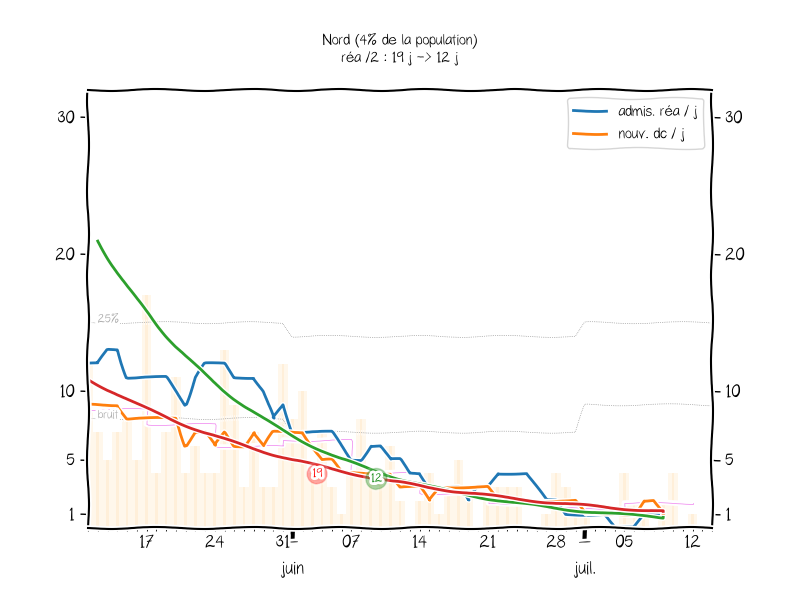 Nord (4% de la population)
réa /2 : 19 j -> 12 j
admis. réa / j
nouv. dc / j
30
30
20
20
25%
10
10
bruit
5
5
19
12
1
1
17 24 31 07 14 21 28 05 12
juin juil.